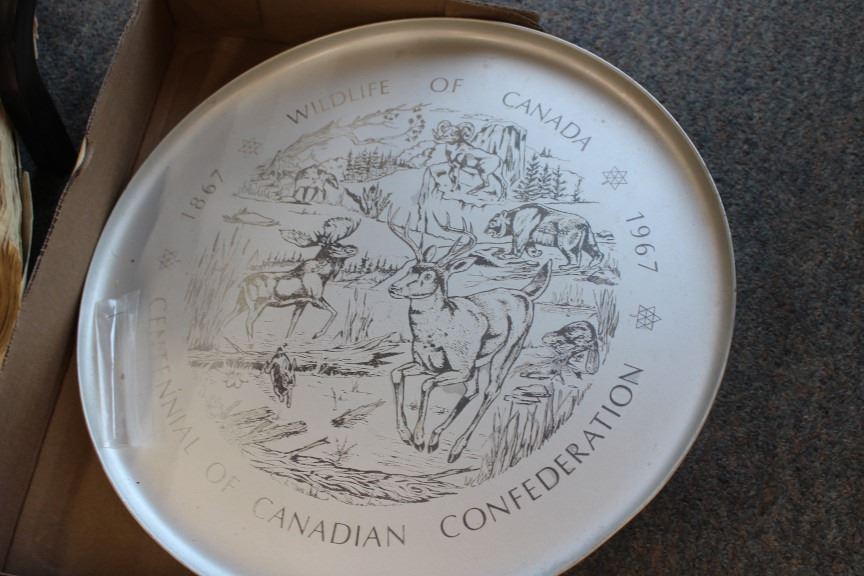 WILDLIFE OF CANADA
1867
1967
CENTENNIAL OF CANADIAN CONFEDERATION